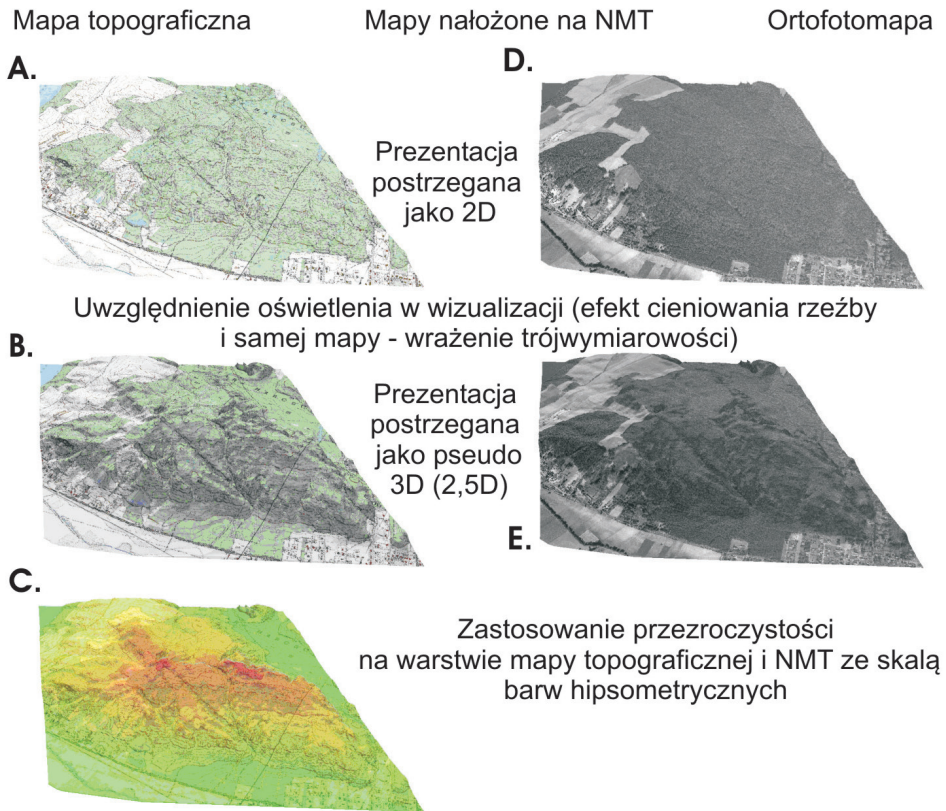 Mapa topograficzna
Mapy nałożone na NMT
Ortofotomapa
A.
D.
Prezentacja
postrzegana
jako 2D
Uwzględnienie oświetlenia w wizualizacji (efekt cieniowania rzeźby
i samej mapy - wrażenie trójwymiarowości)
B.
Prezentacja
postrzegana
jako pseudo
3D (2,5D)
E.
C.
Zastosowanie przezroczystości
na warstwie mapy topograficznej i NMT ze skalą
barw hipsometrycznych